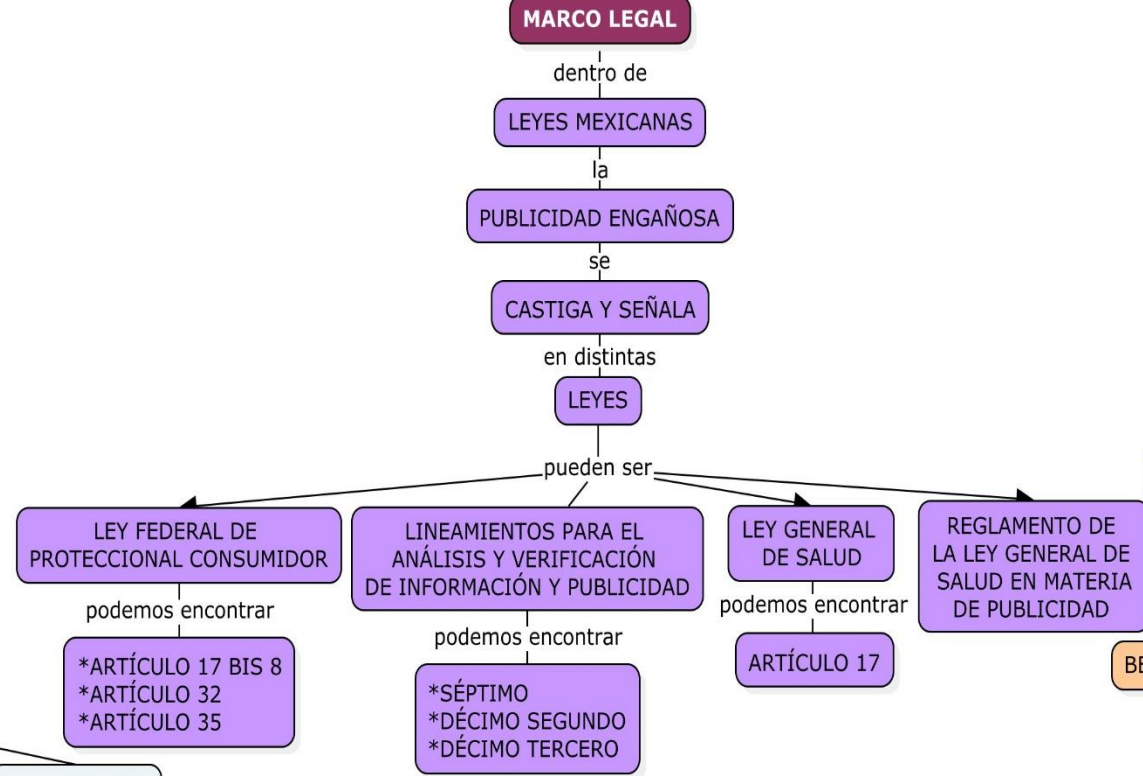 MARCO LEGAL
dentro de
LEYES MEXICANAS
la
PUBLICIDAD ENGAÑOSA
se
CASTIGA Y SEÑALA
en distintas
LEYES
pueden ser
LEY FEDERAL DE
PROTECCIONAL CONSUMIDOR
podemos encontrar
*ARTÍCULO 17 BIS 8
*ARTÍCULO 32
*ARTÍCULO 35
LINEAMIENTOS PARA EL
ANÁLISIS Y VERIFICACIÓN
DE INFORMACIÓN Y PUBLICIDAD
podemos encontrar
*SÉPTIMO
*DÉCIMO SEGUNDO
*DÉCIMO TERCERO
LEY GENERAL
DE SALUD
podemos encontrar
ARTÍCULO 17
REGLAMENTO DE
LA LEY GENERAL DE
SALUD EN MATERIA
DE PUBLICIDAD